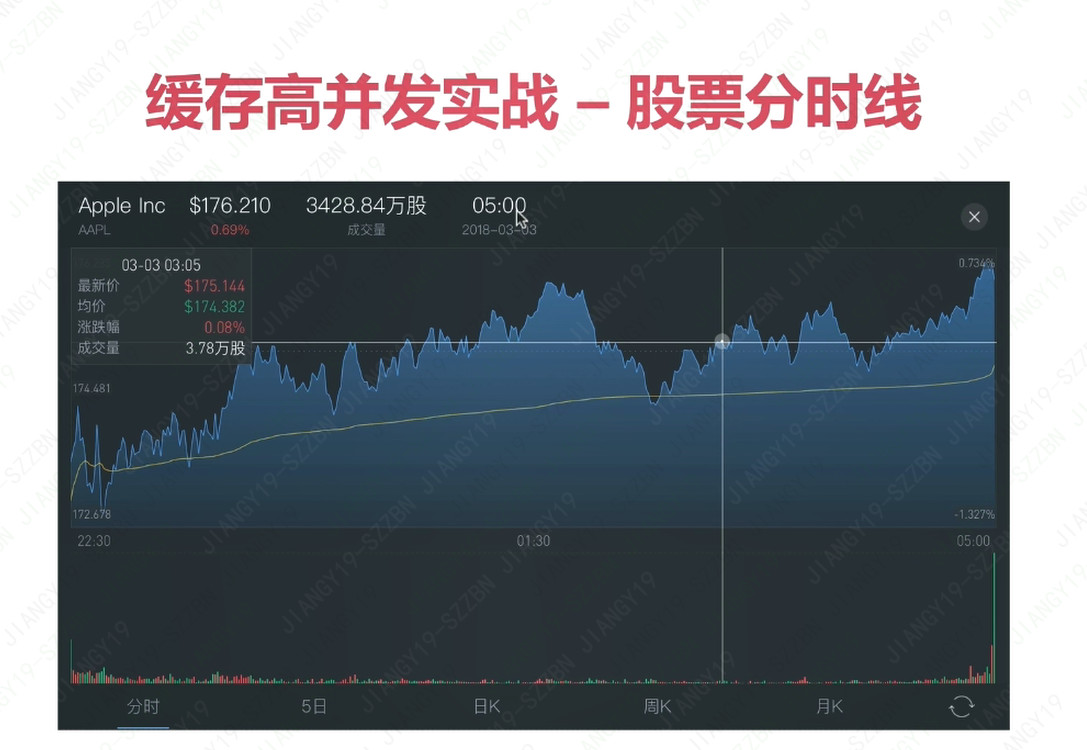 缓存高并发实战 – 股票分时线
Apple Inc $176.210 3428.84万股 05:00
AAPL 0.69% 成交量 2018-03-03
03-03 03:05 0.734%
最新价 $175.144
均价 $174.382
涨跌幅 0.08%
成交量 3.78万股
174.481
172.678 -1.327%
22:30 01:30 05:00
分时 5日 日K 周K 月K
JIANGY19-SZZBN